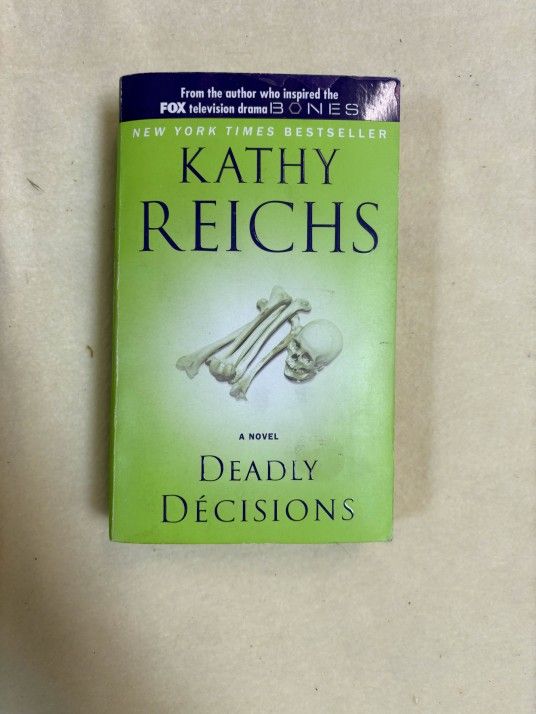 From the author who inspired the
FOX television drama BONES
NEW YORK TIMES BESTSELLER
KATHY
REICHS
A NOVEL
DEADLY
DÉCISIONS